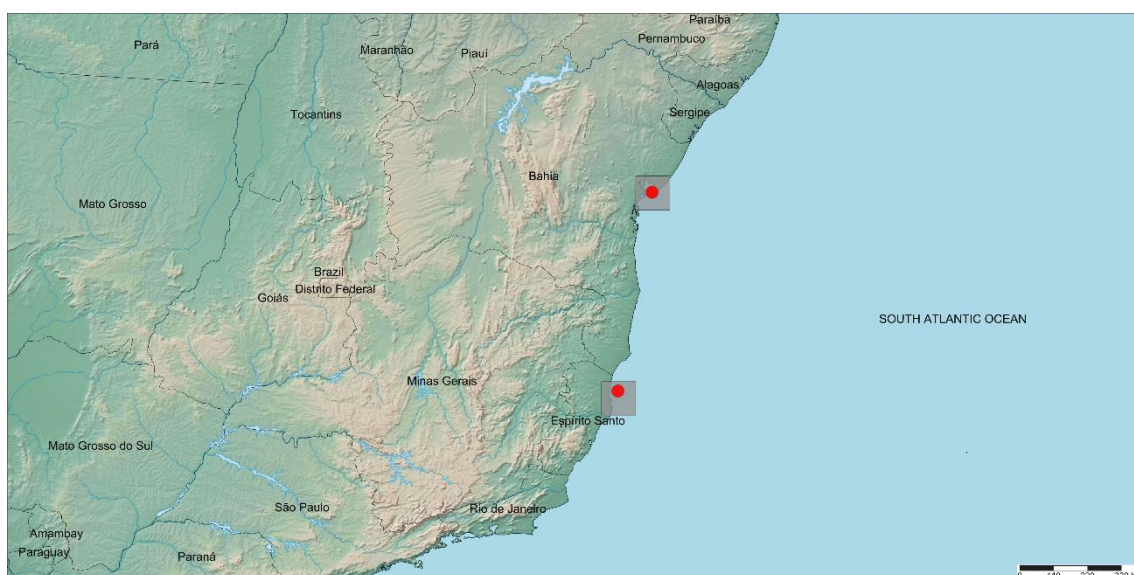 Paraíba
Pernambuco
Pará
Maranhão
Piauí
Alagoas
Sergipe
Tocantins
Bahia
Mato Grosso
Brazil
Distrito Federal
Goiás
SOUTH ATLANTIC OCEAN
Minas Gerais
Espírito Santo
Mato Grosso do Sul
São Paulo
Rio de Janeiro
Amambay
Paraguay
Paraná